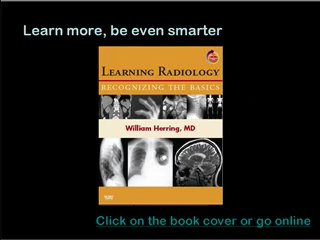 Learn more, be even smarter
LEARNING RADIOLOGY
RECOGNIZING THE BASICS
William Herring, MD
Click on the book cover or go online